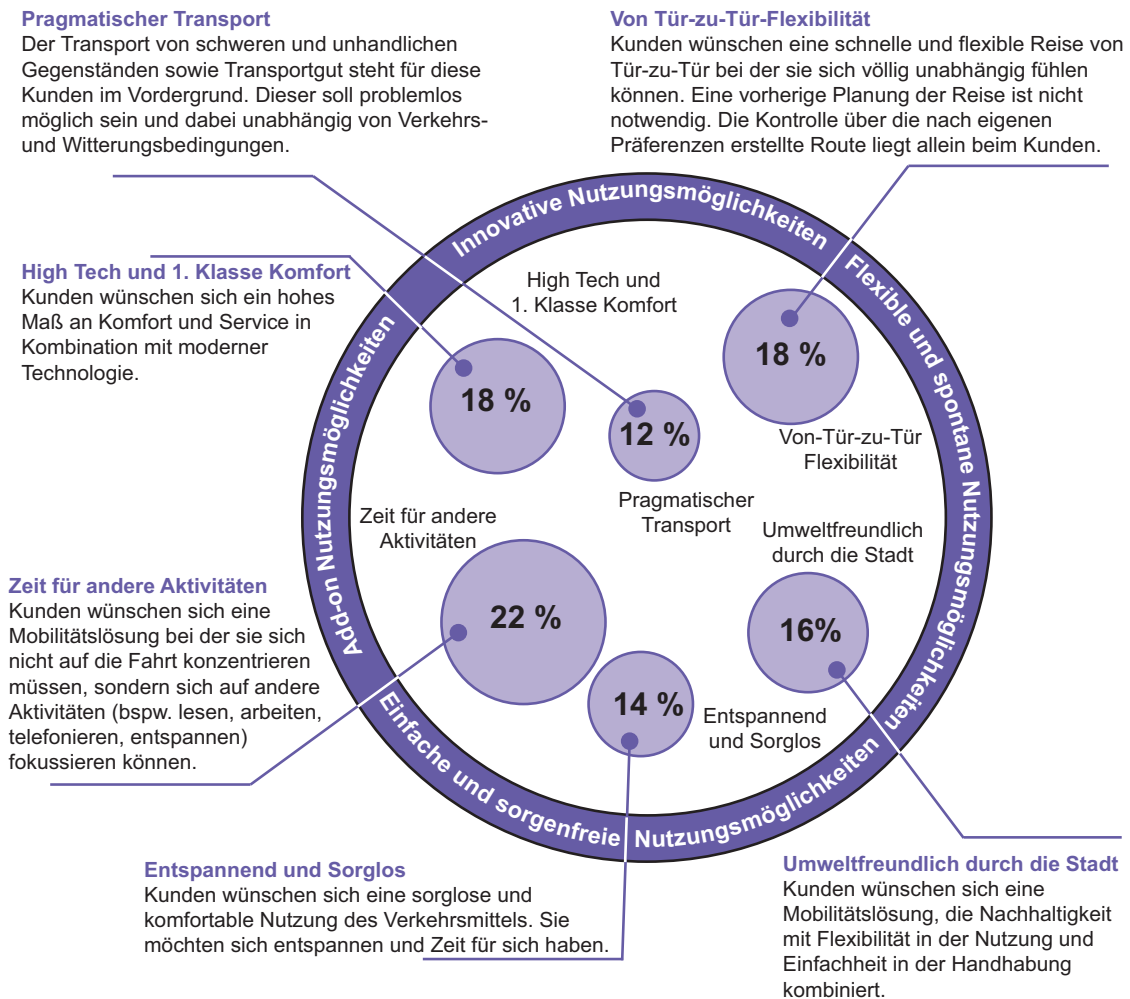 Pragmatischer Transport
Der Transport von schweren und unhandlichen
Gegenständen sowie Transportgut steht für diese
Kunden im Vordergrund. Dieser soll problemlos
möglich sein und dabei unabhängig von Verkehrs-
und Witterungsbedingungen.
Von Tür-zu-Tür-Flexibilität
Kunden wünschen eine schnelle und flexible Reise von
Tür-zu-Tür bei der sie sich völlig unabhängig fühlen
können. Eine vorherige Planung der Reise ist nicht
notwendig. Die Kontrolle über die nach eigenen
Präferenzen erstellte Route liegt allein beim Kunden.
High Tech und 1. Klasse Komfort
Kunden wünschen sich ein hohes
Maß an Komfort und Service in
Kombination mit moderner
Technologie.
Innovative Nutzungsmöglichkeiten
Flexible und spontane Nutzungsmöglichkeiten
Add-on Nutzungsmöglichkeiten
Einfache und sorgenfreie Nutzungsmöglichkeiten
High Tech und
1. Klasse Komfort
18 %
18 %
12 %
Von-Tür-zu-Tür
Flexibilität
Pragmatischer
Transport
Zeit für andere
Aktivitäten
Umweltfreundlich
durch die Stadt
22 %
16%
14 %
Entspannend
und Sorglos
Zeit für andere Aktivitäten
Kunden wünschen sich eine
Mobilitätslösung bei der sie sich
nicht auf die Fahrt konzentrieren
müssen, sondern sich auf andere
Aktivitäten (bspw. lesen, arbeiten,
telefonieren, entspannen)
fokussieren können.
Entspannend und Sorglos
Kunden wünschen sich eine sorglose und
komfortable Nutzung des Verkehrsmittels. Sie
möchten sich entspannen und Zeit für sich haben.
Umweltfreundlich durch die Stadt
Kunden wünschen sich eine
Mobilitätslösung, die Nachhaltigkeit
mit Flexibilität in der Nutzung und
Einfachheit in der Handhabung
kombiniert.